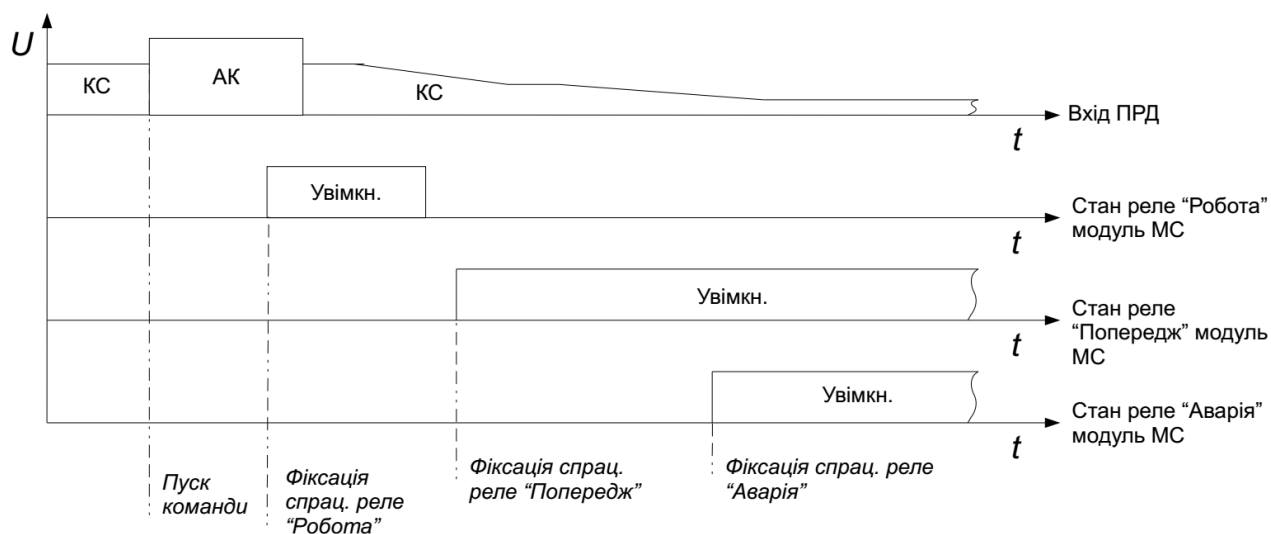 U
КС
АК
КС
Вхід ПРД
t
Увімкн.
Стан реле “Робота”
модуль МС
t
Увімкн.
Стан реле
“Попередж” модуль
МС
t
Увімкн.
Стан реле “Аварія”
модуль МС
t
Пуск
команди
Фіксація
спрац. реле
“Робота”
Фіксація спрац.
реле “Попередж”
Фіксація спрац. реле
“Аварія”